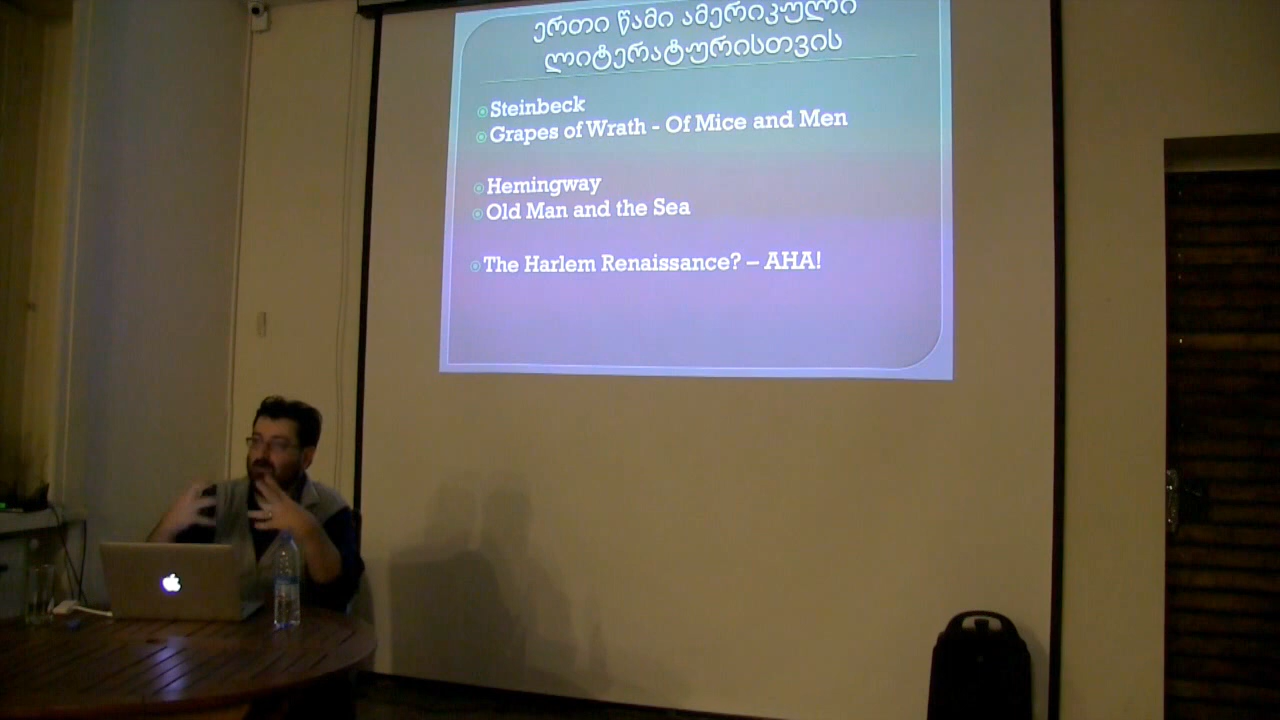 ერთი წამი ამერიკული
ლიტერატურისთვის
Steinbeck
Grapes of Wrath - Of Mice and Men
Hemingway
Old Man and the Sea
The Harlem Renaissance? – AHA!